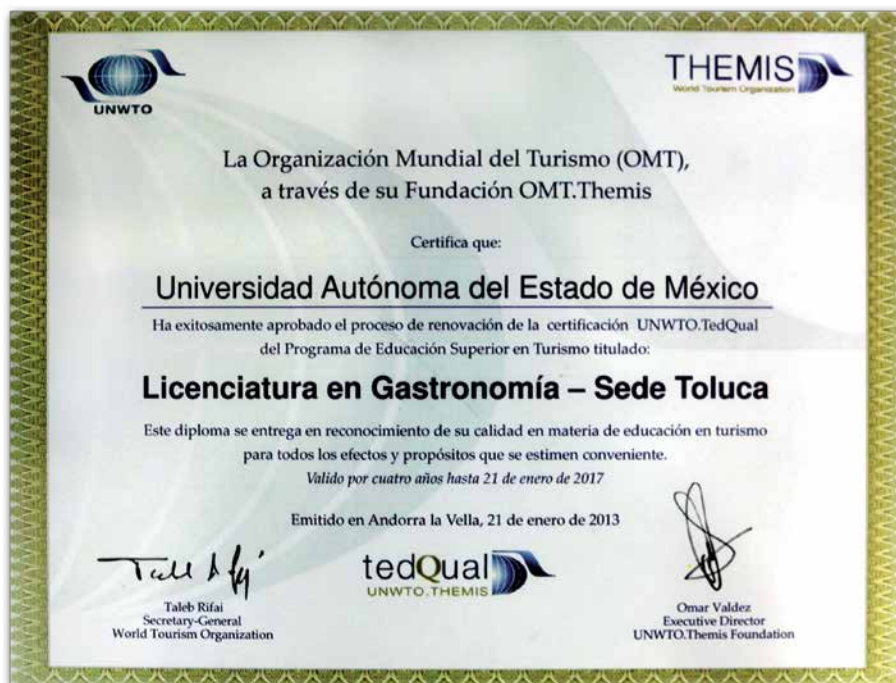 UNWTO
THEMIS
World Tourism Organization
La Organización Mundial del Turismo (OMT),
a través de su Fundación OMT.Themis
Certifica que:
Universidad Autónoma del Estado de México
Ha exitosamente aprobado el proceso de renovación de la certificación UNWTO.TedQual
del Programa de Educación Superior en Turismo titulado:
Licenciatura en Gastronomía – Sede Toluca
Este diploma se entrega en reconocimiento de su calidad en materia de educación en turismo
para todos los efectos y propósitos que se estimen conveniente.
Valido por cuatro años hasta 21 de enero de 2017
Emitido en Andorra la Vella, 21 de enero de 2013
tedQual
UNWTO.THEMIS
Taleb Rifai
Secretary-General
World Tourism Organization
Omar Valdez
Executive Director
UNWTO.Themis Foundation